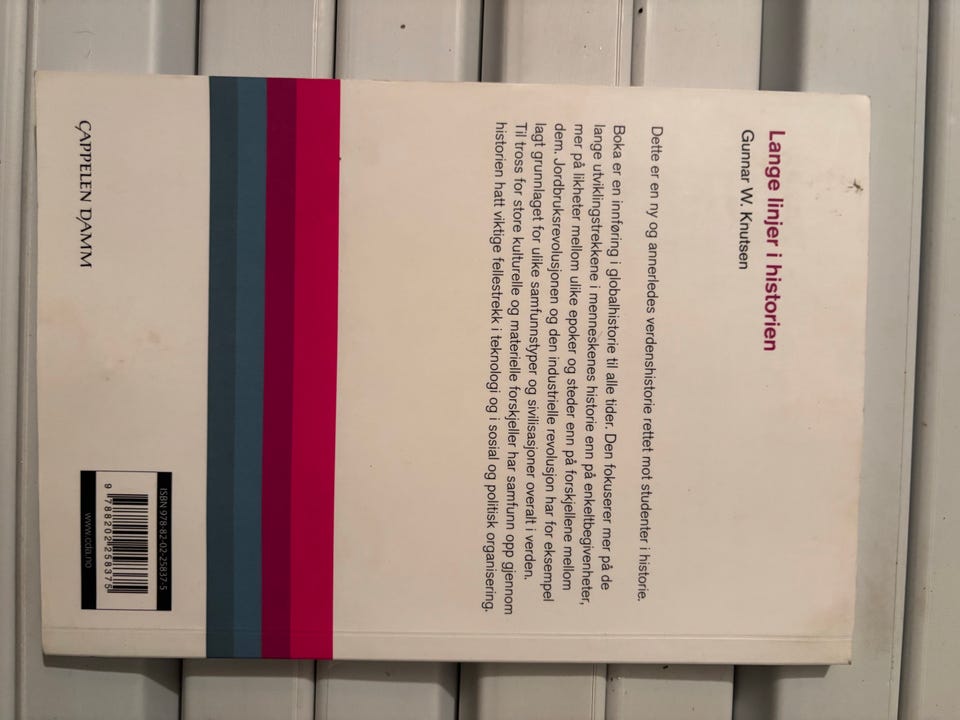 Lange linjer i historien
Gunnar W. Knutsen
Dette er en ny og annerledes verdenshistorie rettet mot studenter i historie.
Boka er en innføring i globalhistorie til alle tider. Den fokuserer mer på de
lange utviklingstrekkene i menneskenes historie enn på enkeltbegivenheter,
mer på likheter mellom ulike epoker og steder enn på forskjellene mellom
dem. Jordbruksrevolusjonen og den industrielle revolusjon har for eksempel
lagt grunnlaget for ulike samfunnstyper og sivilisasjoner overalt i verden.
Til tross for store kulturelle og materielle forskjeller har samfunn opp gjennom
historien hatt viktige fellestrekk i teknologi og i sosial og politisk organisering.
CAPPELEN DAMM
ISBN 978-82-02-25837-5
9 788202 258375
www.cda.no